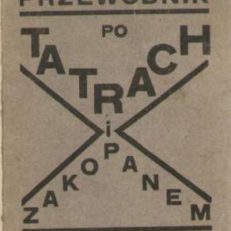 PRZEWODNIK
PO
TATRACH
i
ZAKOPANEM